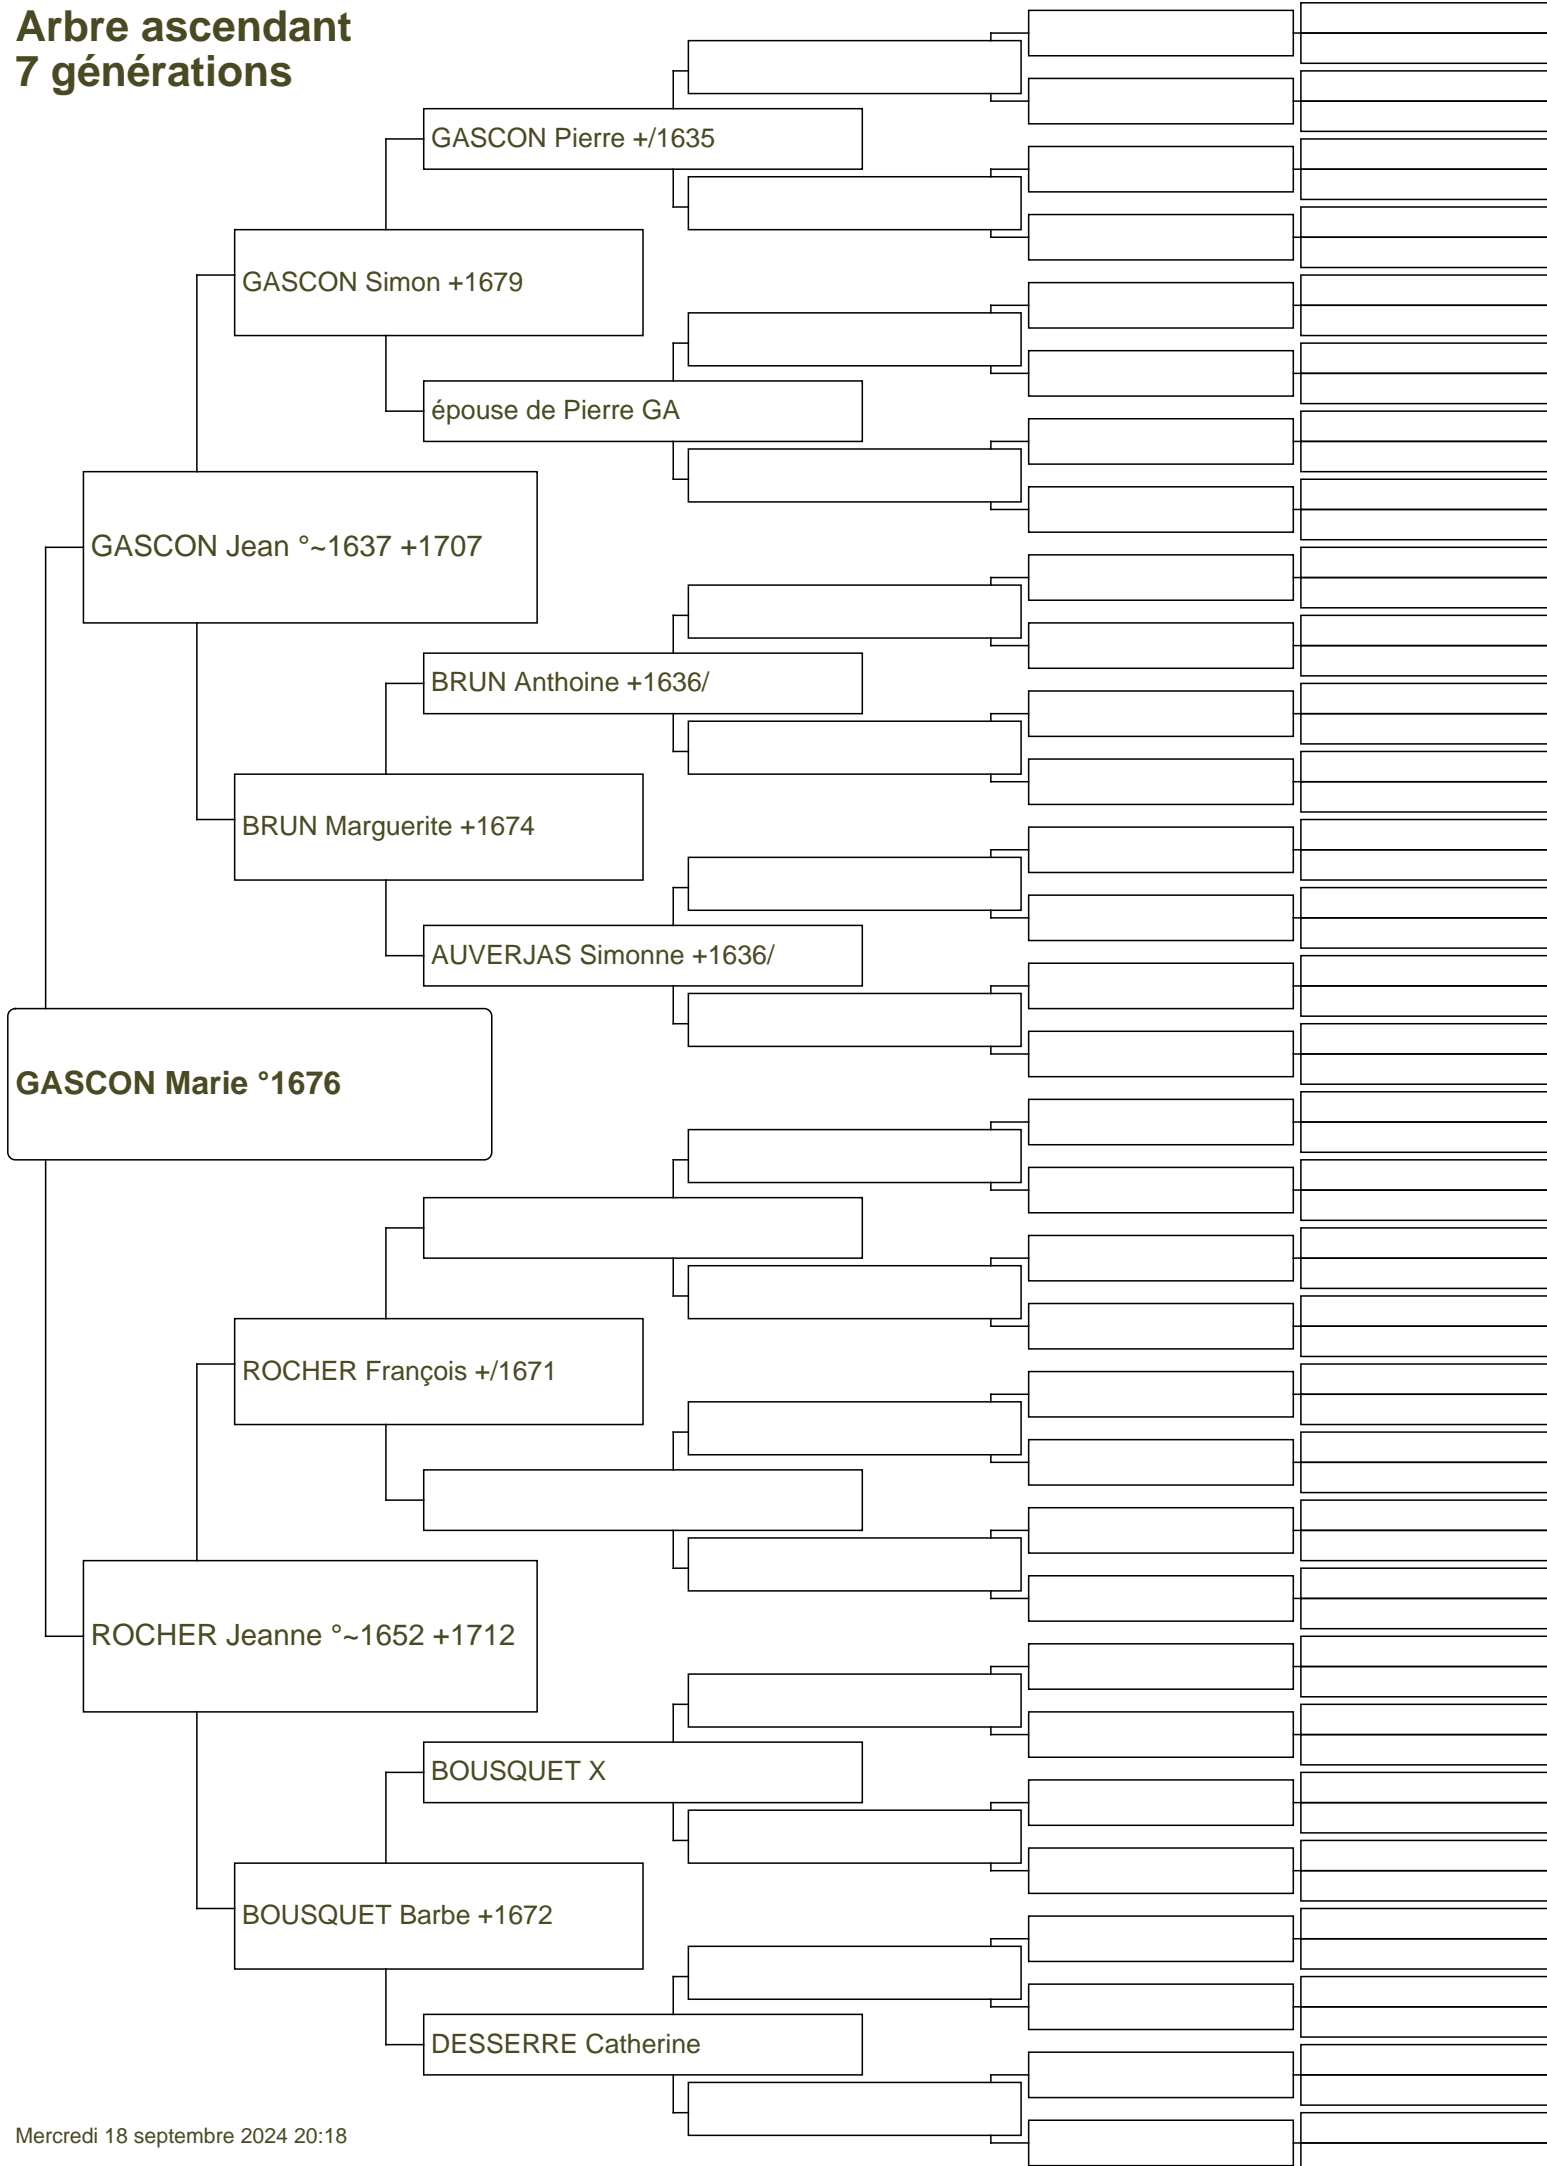 Arbre ascendant
7 générations
GASCON Pierre +/1635
GASCON Simon +1679
épouse de Pierre GA
GASCON Jean °~1637 +1707
BRUN Anthoine +1636/
BRUN Marguerite +1674
AUVERJAS Simonne +1636/
GASCON Marie °1676
ROCHER François +/1671
ROCHER Jeanne °~1652 +1712
BOUSQUET X
BOUSQUET Barbe +1672
DESSERRE Catherine
Mercredi 18 septembre 2024 20:18